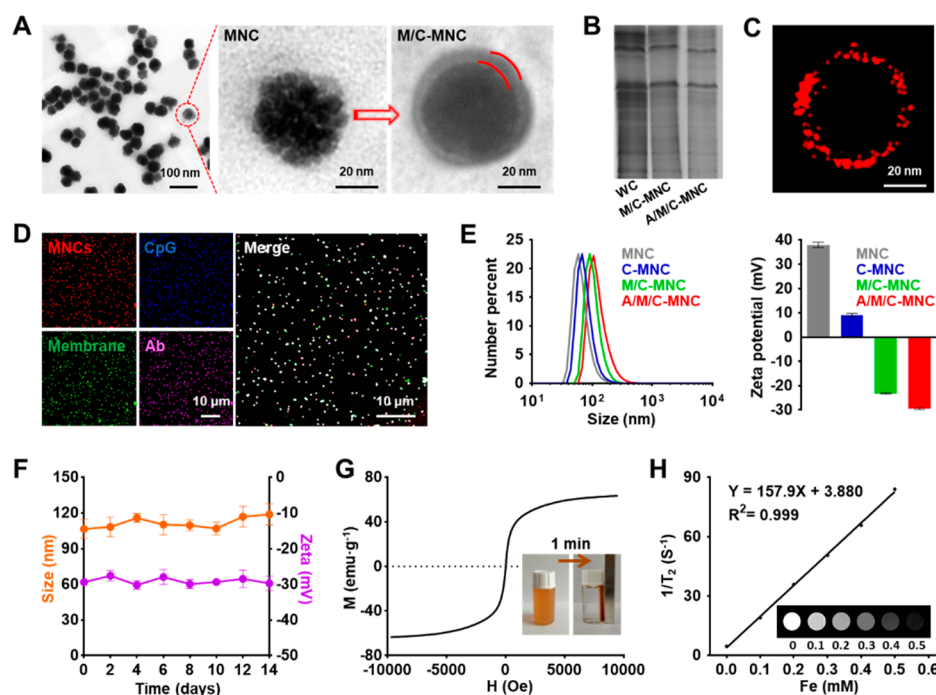 A
MNC
M/C-MNC
100 nm
20 nm
20 nm
B
WC
M/C-MNC
A/M/C-MNC
C
20 nm
D
MNCs
CpG
Merge
Membrane
Ab
10 μm
10 μm
E
Number percent
25
20
15
10
5
0
MNC
C-MNC
M/C-MNC
A/M/C-MNC
10¹ 10² 10³ 10⁴
Size (nm)
Zeta potential (mV)
40
30
20
10
0
-10
-20
-30
MNC
C-MNC
M/C-MNC
A/M/C-MNC
F
Size (nm)
150
120
90
60
30
0
0
-10
-20
-30
-40
-50
Zeta (mV)
0 2 4 6 8 10 12 14
Time (days)
G
M (emu·g⁻¹)
80
40
0
-40
-80
1 min
-10000 -5000 0 5000 10000
H (Oe)
H
1/T₂ (S⁻¹)
90
60
30
0
Y = 157.9X + 3.880
R² = 0.999
0 0.1 0.2 0.3 0.4 0.5
0.0 0.1 0.2 0.3 0.4 0.5
Fe (mM)